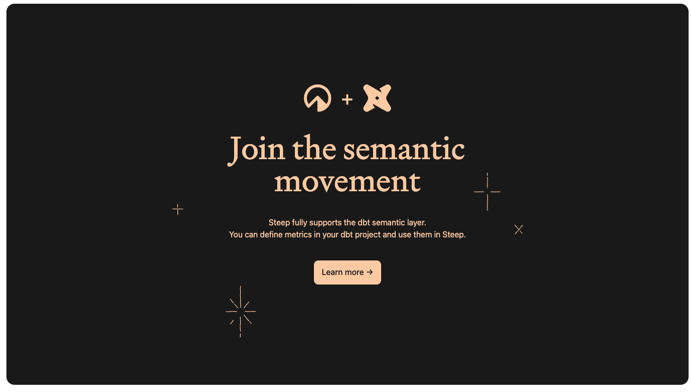 +
Join the semantic
movement
Steep fully supports the dbt semantic layer.
You can define metrics in your dbt project and use them in Steep.
Learn more →